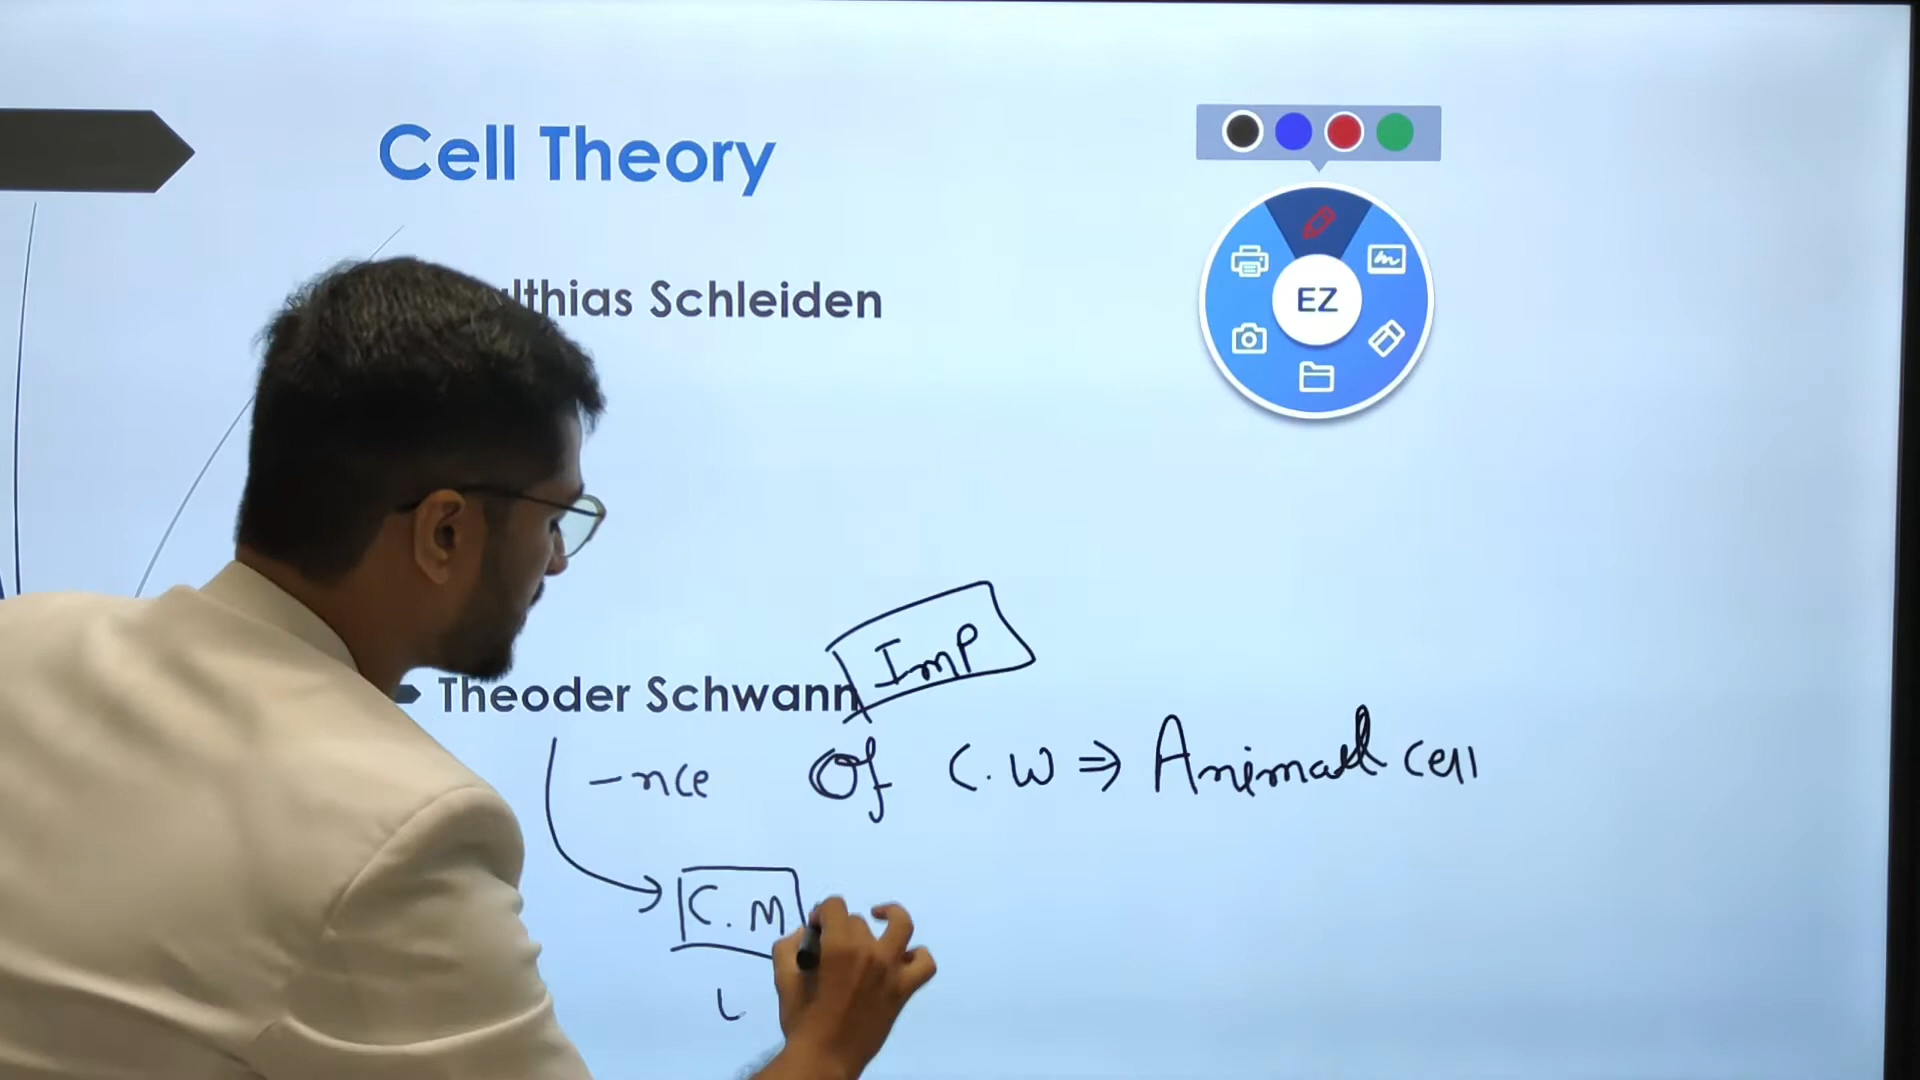 Cell Theory
EZ
lthias Schleiden
Imp
Theoder Schwann
-nce of C.W ⇒ Animal cell
C.M